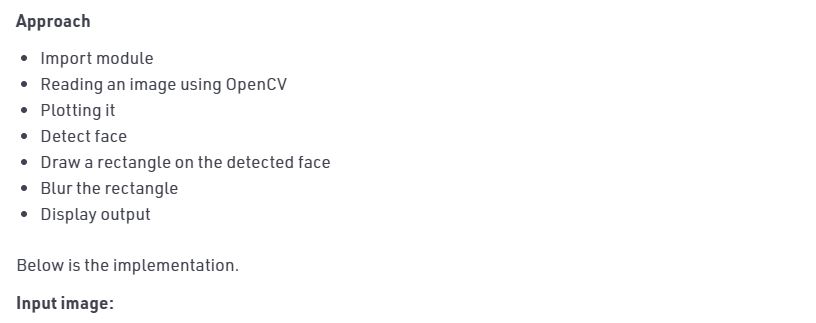 Approach
• Import module
• Reading an image using OpenCV
• Plotting it
• Detect face
• Draw a rectangle on the detected face
• Blur the rectangle
• Display output
Below is the implementation.
Input image: